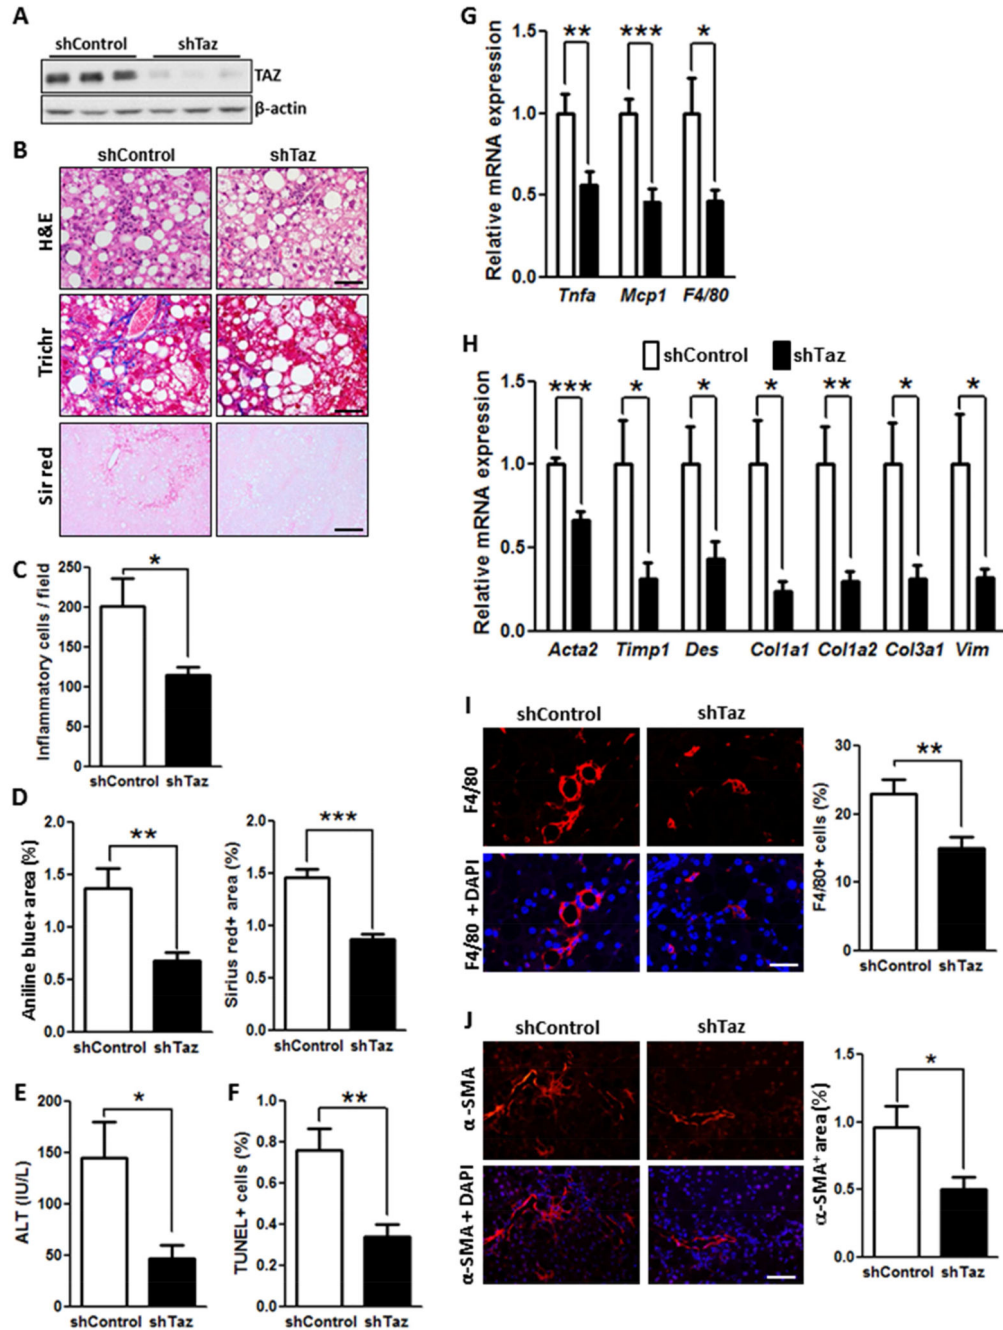 A
shControl shTaz
TAZ
β-actin
B
shControl shTaz
H&E
Trichr
Sir red
C
*
Inflammatory cells / field
250
200
150
100
50
0
shControl shTaz
D
**
Aniline blue+ area (%)
2.0
1.5
1.0
0.5
0.0
shControl shTaz
***
Sirius red+ area (%)
2.0
1.5
1.0
0.5
0.0
shControl shTaz
E
*
ALT (IU/L)
200
150
100
50
0
shControl shTaz
F
**
TUNEL+ cells (%)
1.0
0.8
0.6
0.4
0.2
0.0
shControl shTaz
G
** *** *
Relative mRNA expression
1.5
1.0
0.5
0.0
Tnfa Mcp1 F4/80
H
shControl shTaz
*** * * * ** * *
Relative mRNA expression
1.5
1.0
0.5
0.0
Acta2 Timp1 Des Col1a1 Col1a2 Col3a1 Vim
I
shControl shTaz
F4/80
F4/80 + DAPI
**
F4/80+ cells (%)
30
20
10
0
shControl shTaz
J
shControl shTaz
α -SMA
α-SMA + DAPI
*
α-SMA+ area (%)
1.5
1.0
0.5
0.0
shControl shTaz